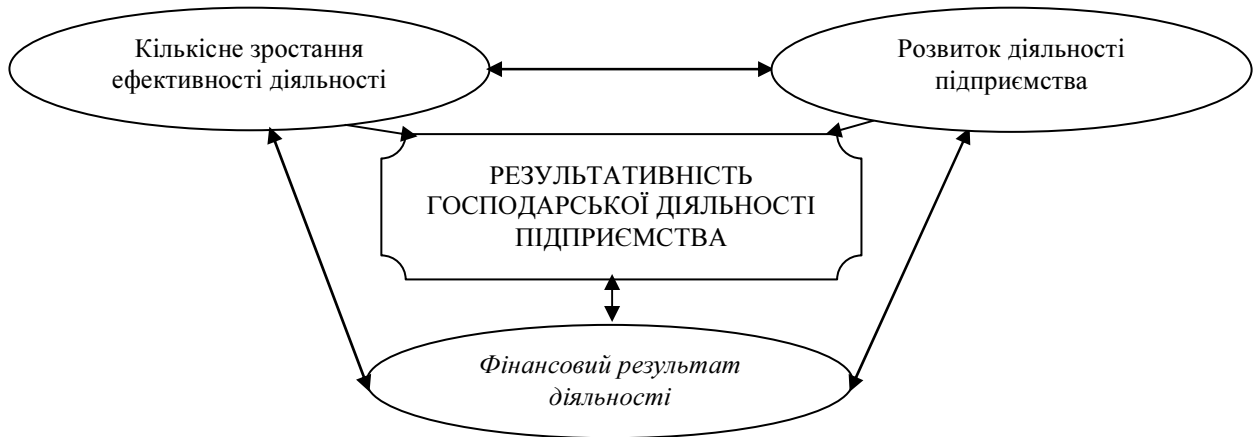 Кількісне зростання
ефективності діяльності
Розвиток діяльності
підприємства
РЕЗУЛЬТАТИВНІСТЬ
ГОСПОДАРСЬКОЇ ДІЯЛЬНОСТІ
ПІДПРИЄМСТВА
Фінансовий результат
діяльності